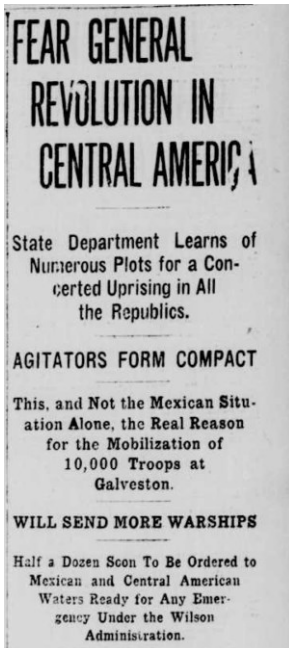 FEAR GENERAL
REVOLUTION IN
CENTRAL AMERICA
State Department Learns of
Numerous Plots for a Con-
certed Uprising in All
the Republics.
AGITATORS FORM COMPACT
This, and Not the Mexican Situ-
ation Alone, the Real Reason
for the Mobilization of
10,000 Troops at
Galveston.
WILL SEND MORE WARSHIPS
Half a Dozen Soon To Be Ordered to
Mexican and Central American
Waters Ready for Any Emer-
gency Under the Wilson
Administration.